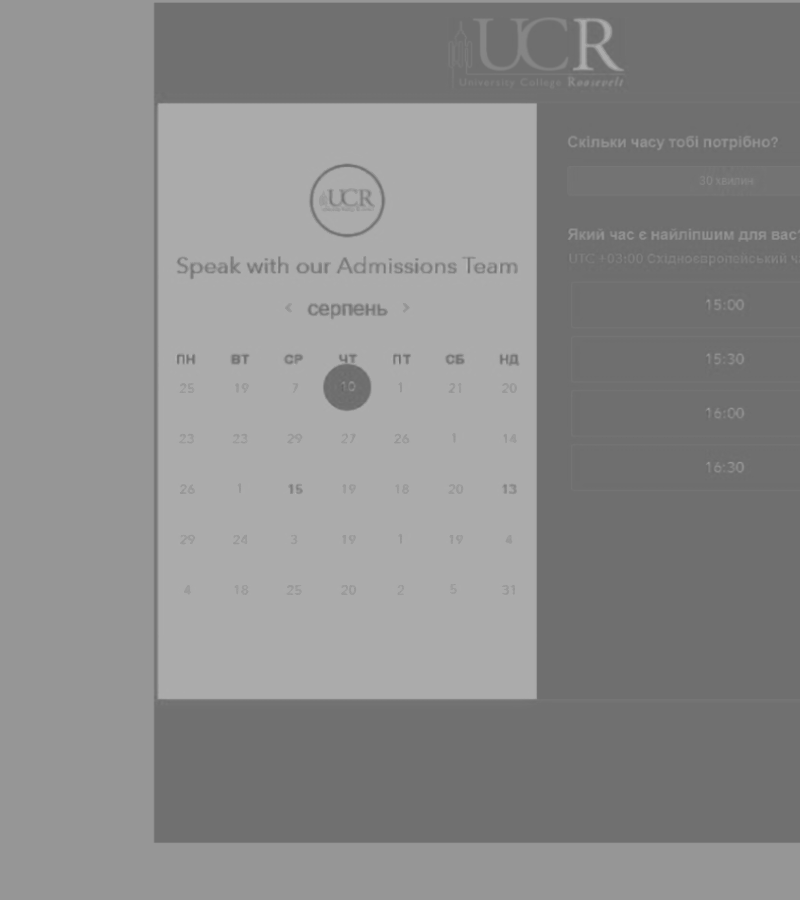 UCR
University College Roosevelt
UCR
Speak with our Admissions Team
< серпень >
ПН ВТ СР ЧТ ПТ СБ НД
25 19 7 10 1 21 20
23 23 29 27 26 1 14
26 1 15 19 18 20 13
29 24 3 19 1 19 4
4 18 25 20 2 5 31
Скільки часу тобі потрібно?
30 хвилин
Який час є найліпшим для вас?
UTC +03:00 Східноєвропейський
15:00
15:30
16:00
16:30